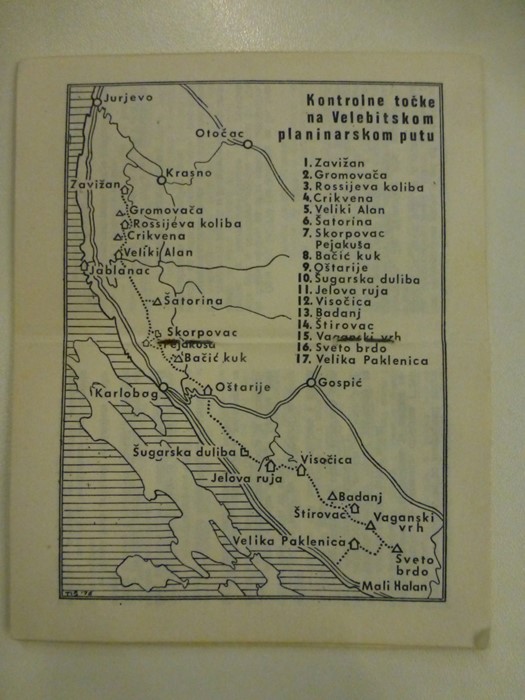 Kontrolne točke
na Velebitskom
planinarskom putu
1. Zavižan
2. Gromovača
3. Rossijeva koliba
4. Crikvena
5. Veliki Alan
6. Šatorina
7. Skorpovac
Pejakuša
8. Bačić kuk
9. Oštarije
10. Šugarska duliba
11. Jelova ruja
12. Visočica
13. Badanj
14. Štirovac
15. Vaganski vrh
16. Sveto brdo
17. Velika Paklenica
Jurjevo
Otočac
Krasno
Zavižan
Gromovača
Rossijeva koliba
Crikvena
Veliki Alan
Jablanac
Šatorina
Skorpovac
Pejakuša
Bačić kuk
Karlobag
Oštarije
Gospić
Šugarska duliba
Visočica
Jelova ruja
Badanj
Štirovac
Vaganski
vrh
Velika Paklenica
Sveto
brdo
Mali Halan